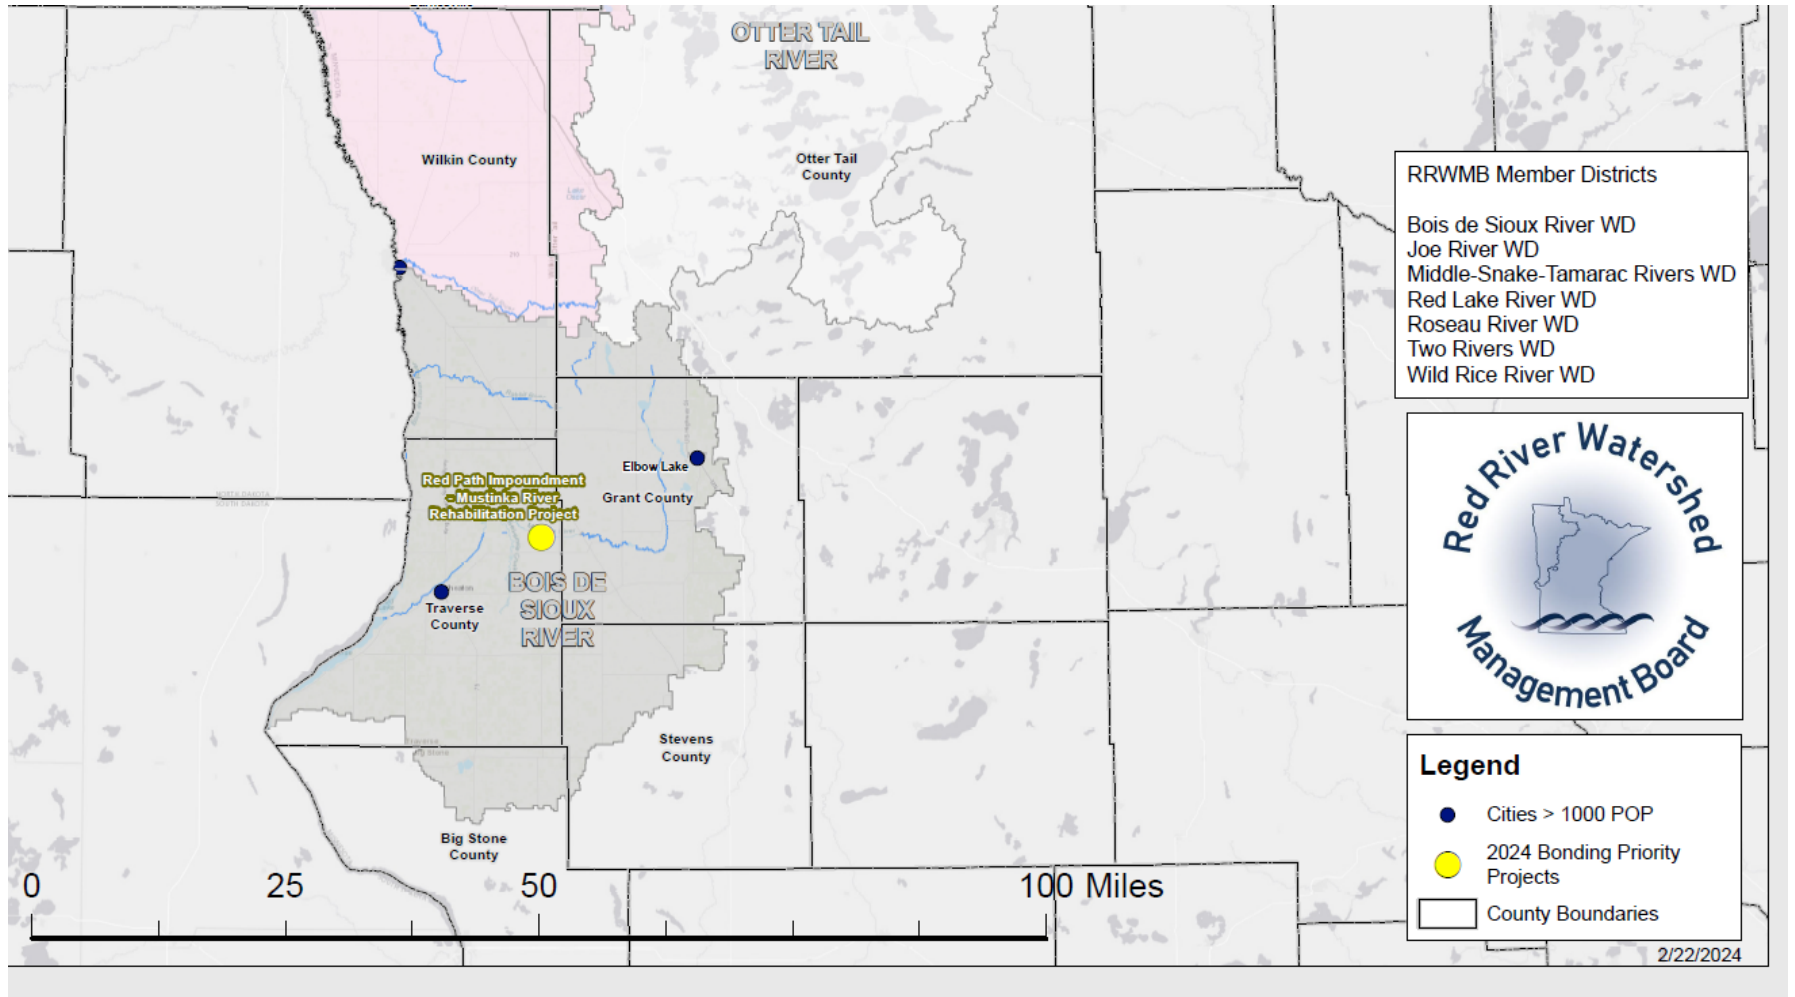 OTTER TAIL
RIVER
Wilkin County
Otter Tail
County
RRWMB Member Districts
Bois de Sioux River WD
Joe River WD
Middle-Snake-Tamarac Rivers WD
Red Lake River WD
Roseau River WD
Two Rivers WD
Wild Rice River WD
Red River Watershed
Management Board
Elbow Lake
Grant County
Red Path Impoundment
- Mustinka River
Rehabilitation Project
NORTH DAKOTA
SOUTH DAKOTA
BOIS DE
SIOUX
RIVER
Traverse
County
Stevens
County
Big Stone
County
Legend
Cities > 1000 POP
2024 Bonding Priority
Projects
County Boundaries
0 25 50 100 Miles
2/22/2024